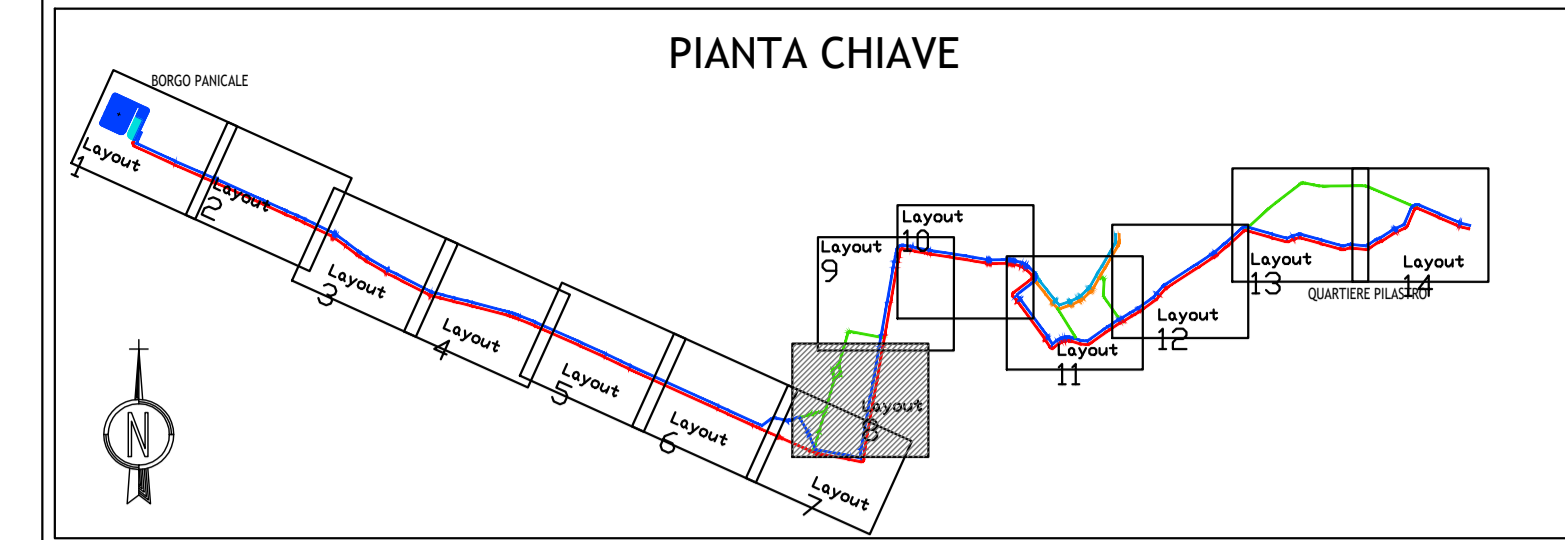 PIANTA CHIAVE
BORGO PANICALE
Layout
1
Layout
2
Layout
3
Layout
4
Layout
5
Layout
6
Layout
7
Layout
8
Layout
9
Layout
10
Layout
11
Layout
12
Layout
13
Layout
14
QUARTIERE PILASTRO
N